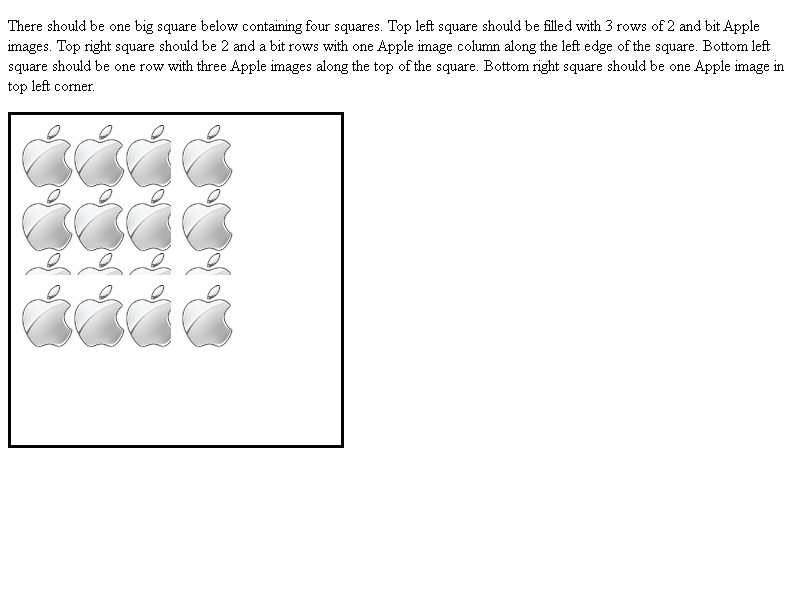 There should be one big square below containing four squares. Top left square should be filled with 3 rows of 2 and bit Apple
images. Top right square should be 2 and a bit rows with one Apple image column along the left edge of the square. Bottom left
square should be one row with three Apple images along the top of the square. Bottom right square should be one Apple image in
top left corner.